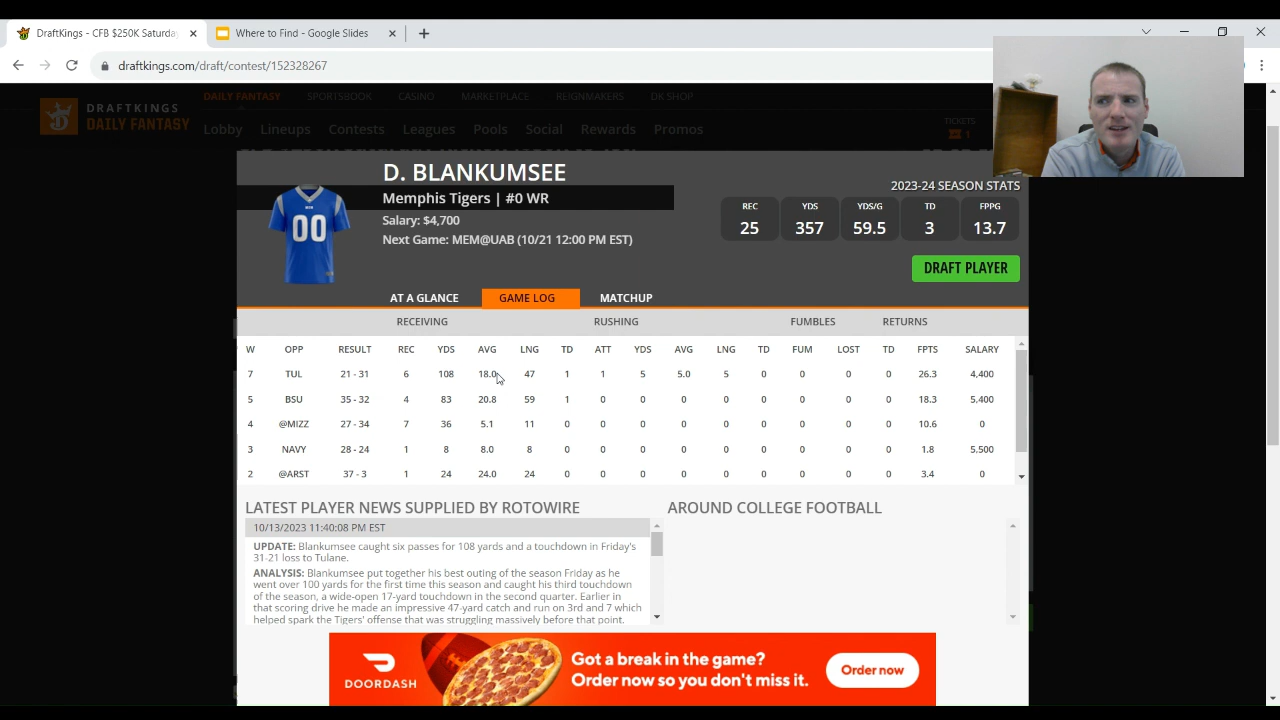 DraftKings - CFB $250K Saturda
Where to Find - Google Slides
draftkings.com/draft/contest/152328267
DRAFTKINGS
DAILY FANTASY
DAILY FANTASY SPORTSBOOK CASINO MARKETPLACE REIGNMAKERS DK SHOP
Lobby Lineups Contests Leagues Pools Social Rewards Promos
TICKETS
1
D. BLANKUMSEE
Memphis Tigers | #0 WR
Salary: $4,700
Next Game: MEM@UAB (10/21 12:00 PM EST)
00
2023-24 SEASON STATS
REC YDS YDS/G TD FPPG
25 357 59.5 3 13.7
DRAFT PLAYER
AT A GLANCE GAME LOG MATCHUP
RECEIVING RUSHING FUMBLES RETURNS
W OPP RESULT REC YDS AVG LNG TD ATT YDS AVG LNG TD FUM LOST TD FPTS SALARY
7 TUL 21 - 31 6 108 18.0 47 1 1 5 5.0 5 0 0 0 0 26.3 4,400
5 BSU 35 - 32 4 83 20.8 59 1 0 0 0 0 0 0 0 0 18.3 5.400
4 @MIZZ 27 - 34 7 36 5.1 11 0 0 0 0 0 0 0 0 0 10.6 0
3 NAVY 28 - 24 1 8 8.0 8 0 0 0 0 0 0 0 0 0 1.8 5.500
2 @ARST 37 - 3 1 24 24.0 24 0 0 0 0 0 0 0 0 0 3.4 0
LATEST PLAYER NEWS SUPPLIED BY ROTOWIRE
10/13/2023 11:40:08 PM EST
UPDATE: Blankumsee caught six passes for 108 yards and a touchdown in Friday's
31-21 loss to Tulane.
ANALYSIS: Blankumsee put together his best outing of the season Friday as he
went over 100 yards for the first time this season and caught his third touchdown
of the season, a wide-open 17-yard touchdown in the second quarter. Earlier in
that scoring drive he made an impressive 47-yard catch and run on 3rd and 7 which
helped spark the Tigers' offense that was struggling massively before that point.
AROUND COLLEGE FOOTBALL
DOORDASH
Got a break in the game?
Order now so you don't miss it.
Order now